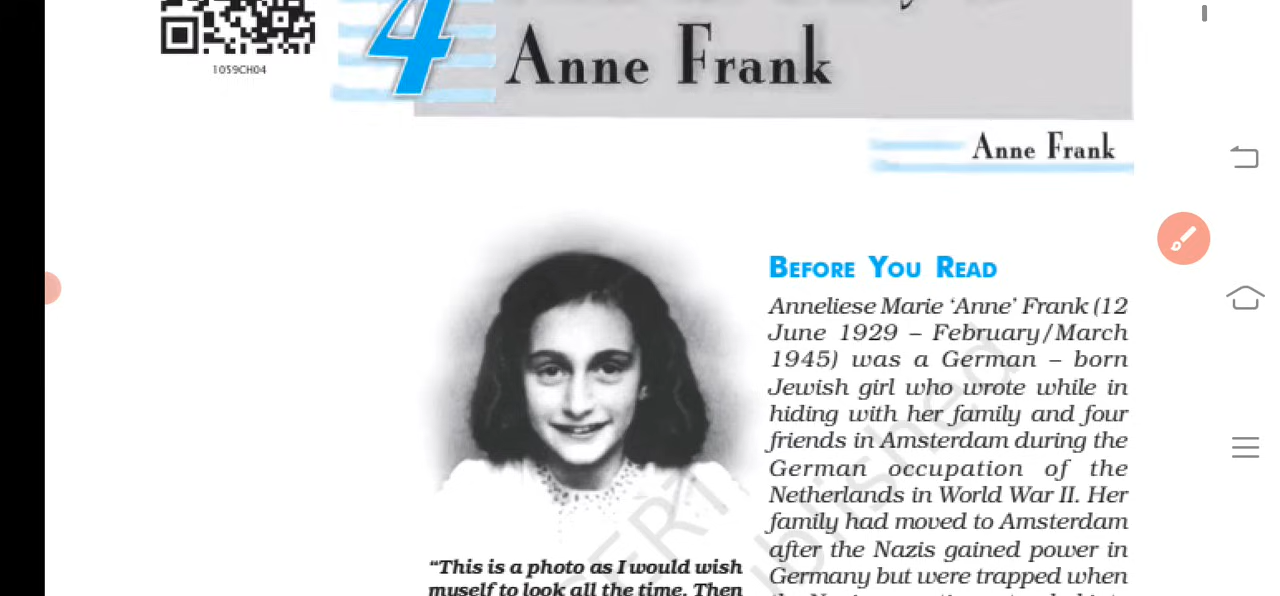 4
Anne Frank
1059CH04
Anne Frank
BEFORE YOU READ
Anneliese Marie ‘Anne’ Frank (12
June 1929 – February/March
1945) was a German – born
Jewish girl who wrote while in
hiding with her family and four
friends in Amsterdam during the
German occupation of the
Netherlands in World War II. Her
family had moved to Amsterdam
after the Nazis gained power in
Germany but were trapped when
“This is a photo as I would wish
myself to look all the time. Then